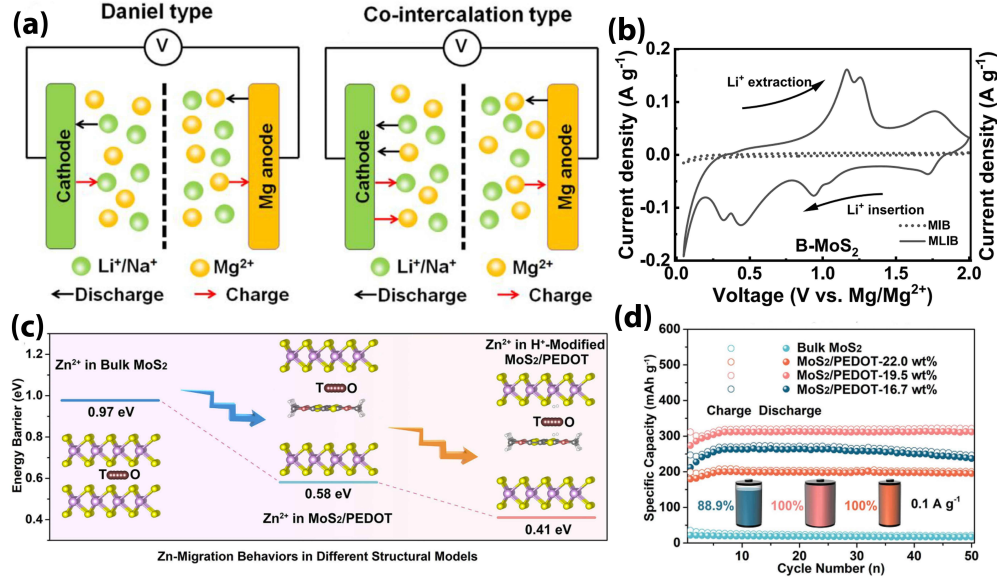 (a)
Daniel type
Co-intercalation type
V
V
Cathode
Mg anode
Cathode
Mg anode
Li⁺/Na⁺
Mg²⁺
Li⁺/Na⁺
Mg²⁺
Discharge
Charge
Discharge
Charge
(b)
Current density (A g⁻¹)
0.2
0.1
0.0
-0.1
-0.2
Li⁺ extraction
Li⁺ insertion
MIB
MLIB
B-MoS₂
Current density (A g⁻¹)
0.0
0.4
0.8
1.2
1.6
2.0
Voltage (V vs. Mg/Mg²⁺)
(c)
Energy Barrier (eV)
1.2
1.0
0.8
0.6
0.4
Zn²⁺ in Bulk MoS₂
0.97 eV
T
O
T
O
0.58 eV
Zn²⁺ in MoS₂/PEDOT
Zn²⁺ in H⁺-Modified
MoS₂/PEDOT
T
O
0.41 eV
Zn-Migration Behaviors in Different Structural Models
(d)
Specific Capacity (mAh g⁻¹)
600
500
400
300
200
100
0
Bulk MoS₂
MoS₂/PEDOT-22.0 wt%
MoS₂/PEDOT-19.5 wt%
MoS₂/PEDOT-16.7 wt%
Charge Discharge
88.9%
100%
100%
0.1 A g⁻¹
10
20
30
40
50
Cycle Number (n)